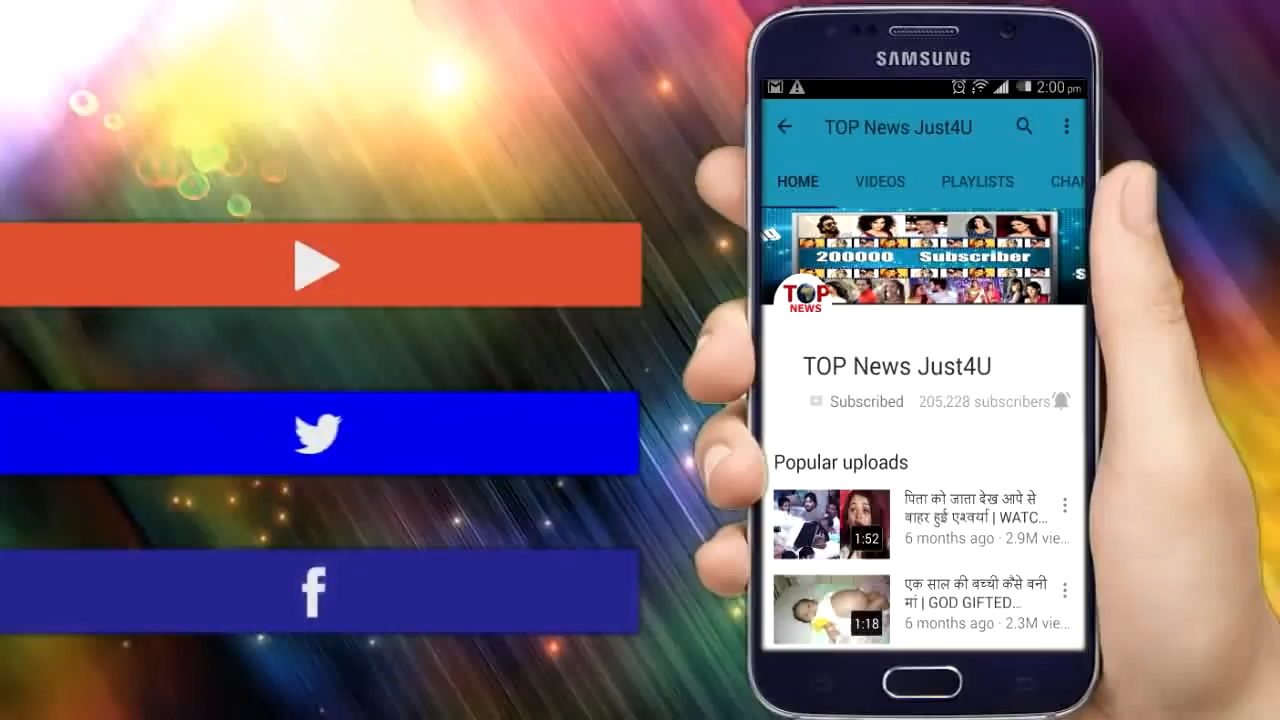 SAMSUNG
2:00 pm
TOP News Just4U
HOME VIDEOS PLAYLISTS CHAN
200000 Subscriber
TOP
NEWS
TOP News Just4U
Subscribed 205,228 subscribers
Popular uploads
पिता को जाता देख आपे से
बाहर हुई एश्वर्या | WATC...
6 months ago · 2.9M vie...
1:52
एक साल की बच्ची कैसे बनी
मां | GOD GIFTED...
6 months ago · 2.3M vie...
1:18